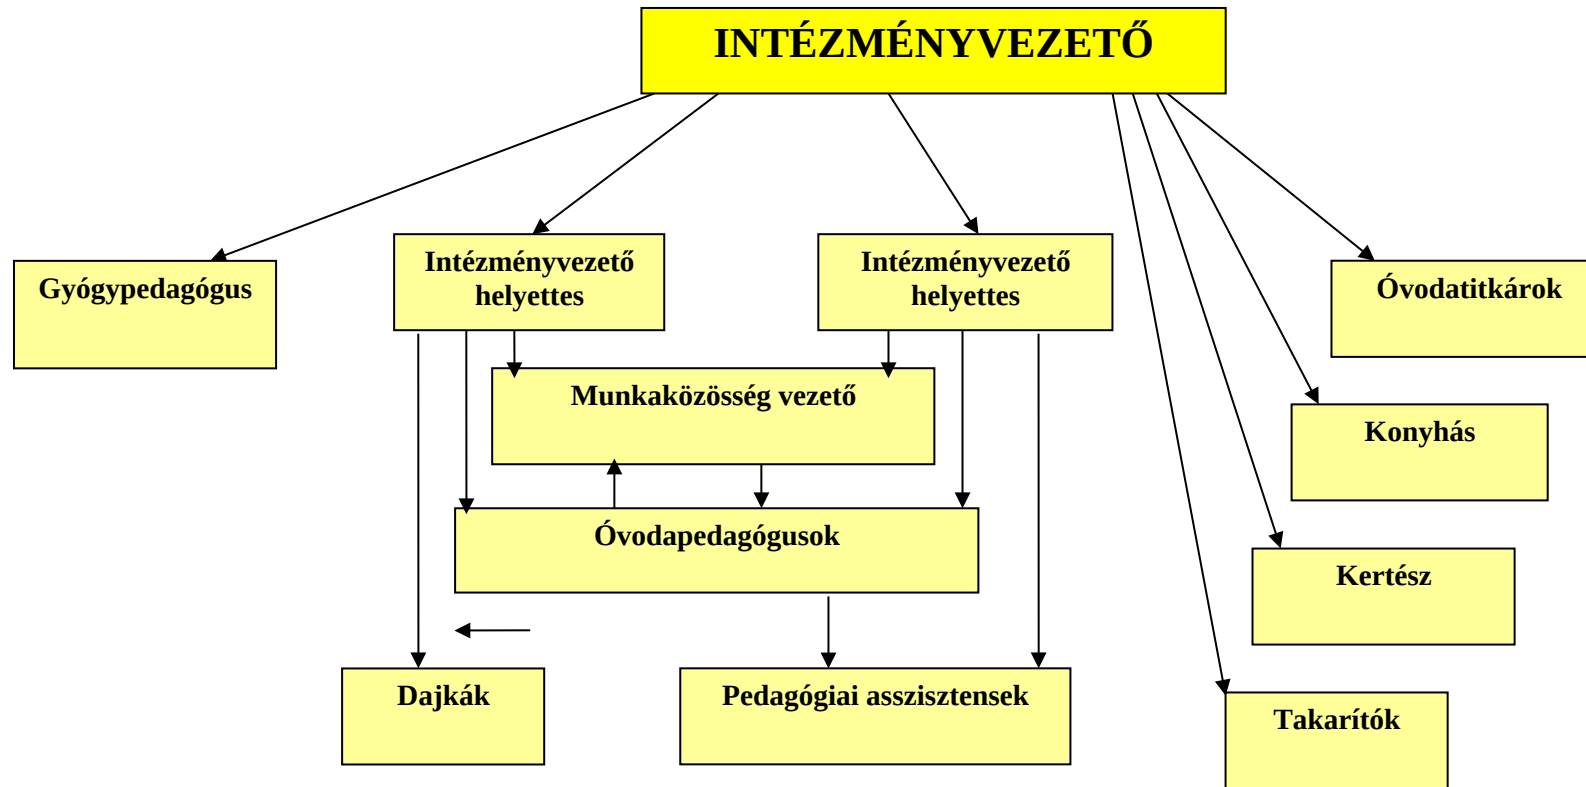 INTÉZMÉNYVEZETŐ
Gyógypedagógus
Intézményvezető
helyettes
Intézményvezető
helyettes
Óvodatitkárok
Munkaközösség vezető
Konyhás
Óvodapedagógusok
Kertész
Dajkák
Pedagógiai asszisztensek
Takarítók